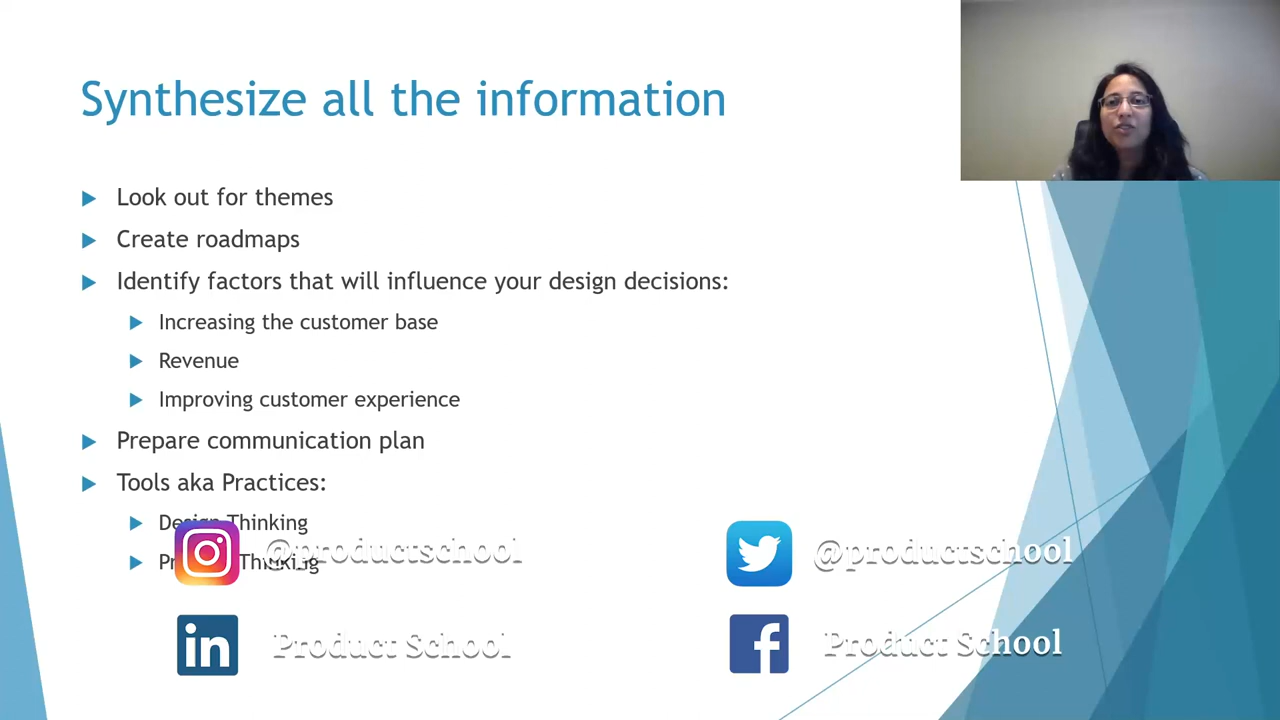 Synthesize all the information
Look out for themes
Create roadmaps
Identify factors that will influence your design decisions:
Increasing the customer base
Revenue
Improving customer experience
Prepare communication plan
Tools aka Practices:
Design Thinking
Thinking
@productschool
@productschool
in Product School
f Product School